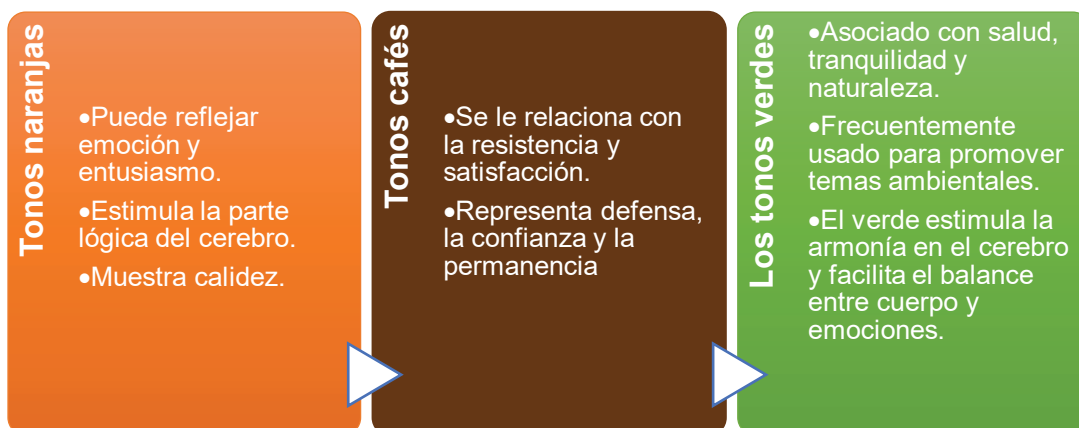 Tonos naranjas
•Puede reflejar
emoción y
entusiasmo.
•Estimula la parte
lógica del cerebro.
•Muestra calidez.
Tonos cafés
•Se le relaciona con
la resistencia y
satisfacción.
•Representa defensa,
la confianza y la
permanencia
Los tonos verdes
•Asociado con salud,
tranquilidad y
naturaleza.
•Frecuentemente
usado para promover
temas ambientales.
•El verde estimula la
armonía en el cerebro
y facilita el balance
entre cuerpo y
emociones.